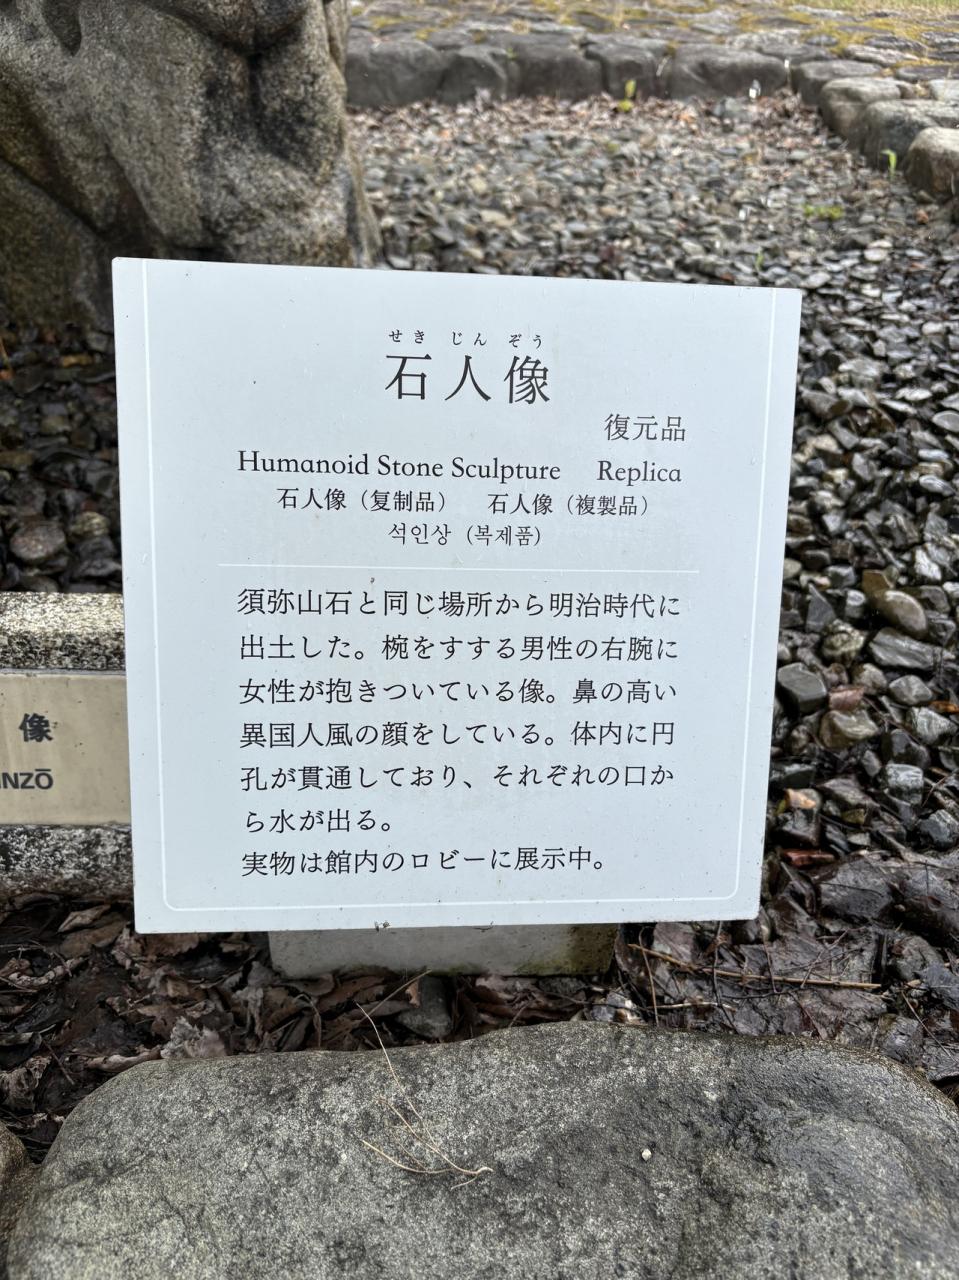 せき じん ぞう
石人像
復元品
Humanoid Stone Sculpture Replica
石人像（复制品） 石人像（複製品）
석인상（복제품）
須弥山石と同じ場所から明治時代に
出土した。椀をすする男性の右腕に
女性が抱きついている像。鼻の高い
異国人風の顔をしている。体内に円
孔が貫通しており、それぞれの口か
ら水が出る。
実物は館内のロビーに展示中。
像
INZŌ